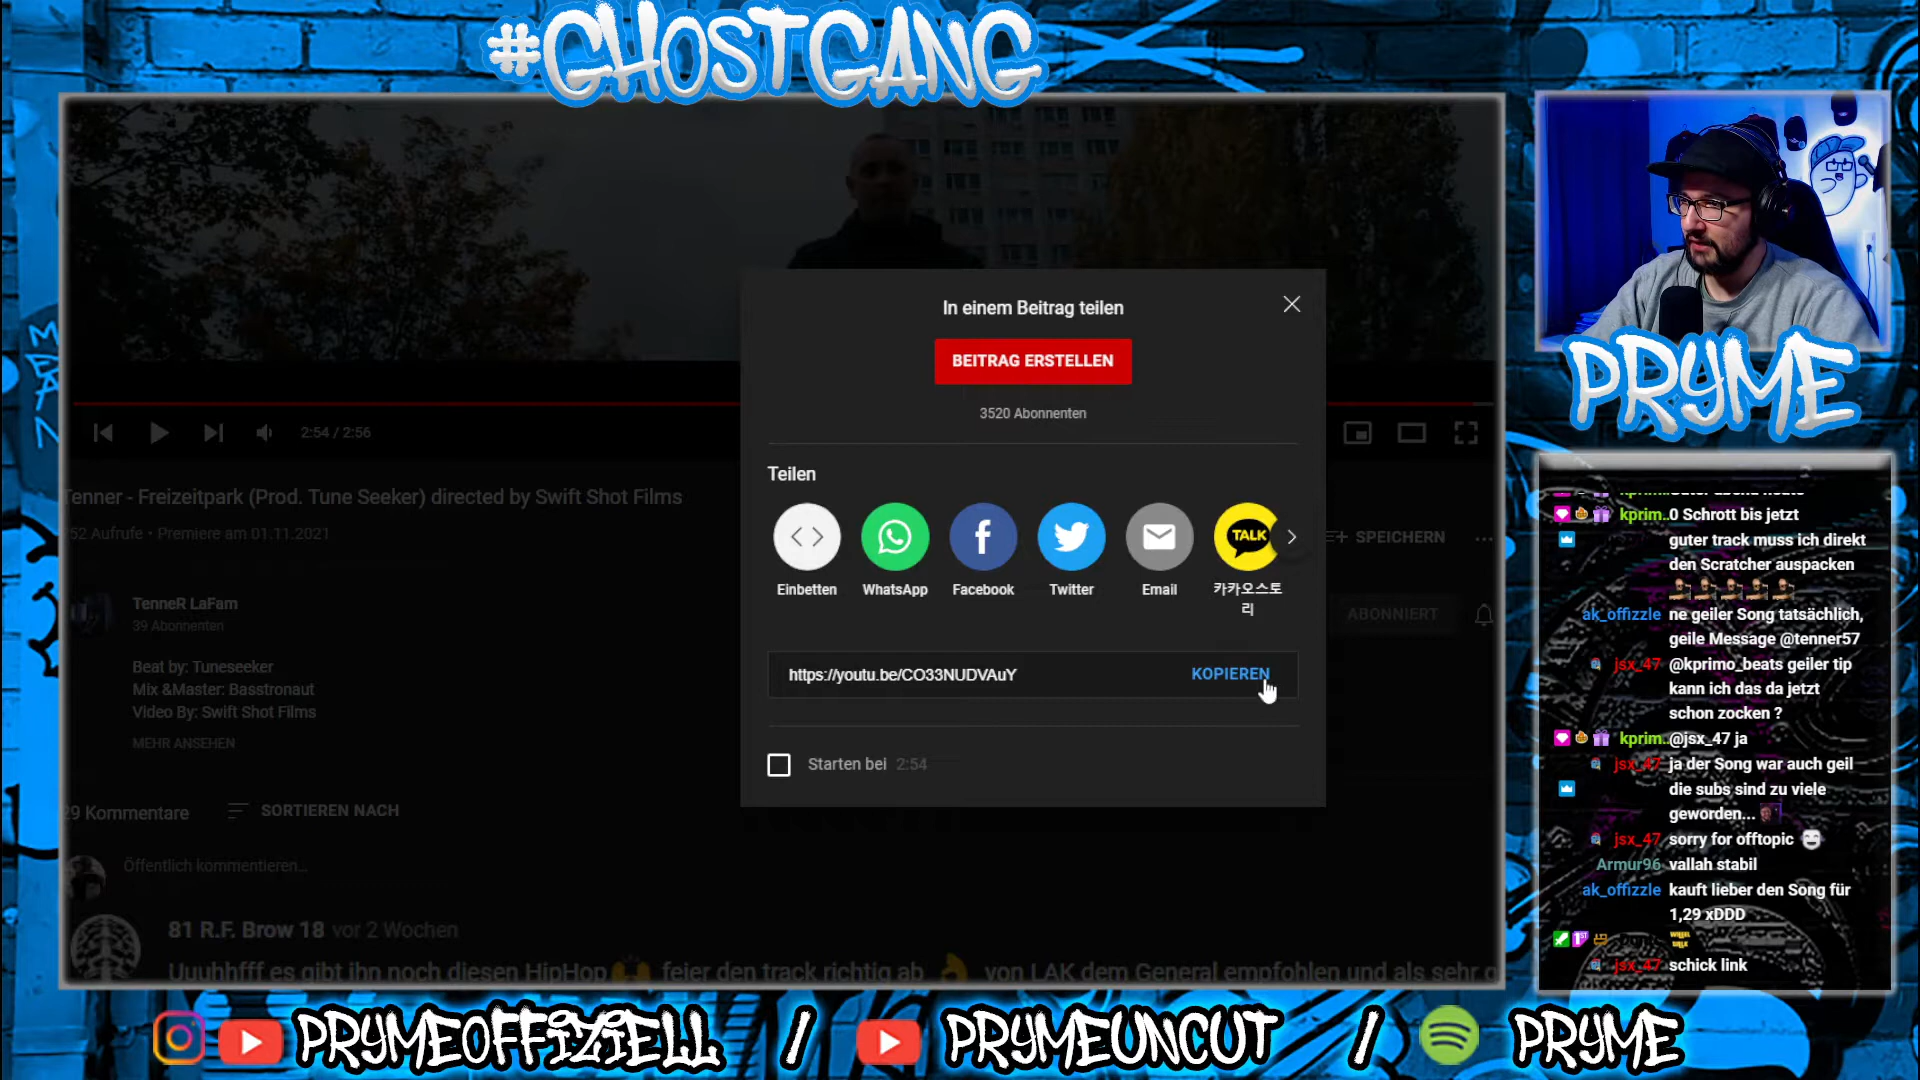 #GHOSTGANG
In einem Beitrag teilen
BEITRAG ERSTELLEN
3520 Abonnenten
2:54 / 2:56
Teilen
Tenner - Freizeitpark (Prod. Tune Seeker) directed by Swift Shot Films
52 Aufrufe • Premiere am 01.11.2021
TALK
SPEICHERN
Einbetten
WhatsApp
Facebook
Twitter
Email
카카오스토
리
TenneR LaFam
39 Abonnenten
ABONNIERT
Beat by: Tuneseeker
Mix &Master: Basstronaut
Video By: Swift Shot Films
MEHR ANSEHEN
https://youtu.be/CO33NUDVAuY
KOPIEREN
Starten bei 2:54
29 Kommentare
SORTIEREN NACH
Öffentlich kommentieren...
81 R.F. Brow 18 vor 2 Wochen
Uuuhhfff es gibt ihn noch diesen HipHop feier den track richtig ab von LAK dem General empfohlen und als sehr g
PRYME
kprim..0 Schrott bis jetzt
guter track muss ich direkt
den Scratcher auspacken
ak_offizzle ne geiler Song tatsächlich,
geile Message @tenner57
jsx_47 @kprimo_beats geiler tip
kann ich das da jetzt
schon zocken ?
kprim..@jsx_47 ja
jsx_47 ja der Song war auch geil
die subs sind zu viele
geworden...
jsx_47 sorry for offtopic
Armur96 vallah stabil
ak_offizzle kauft lieber den Song für
1,29 xDDD
jsx_47 schick link
PRYMEOFFIZIELL / PRYMEUNCUT / PRYME